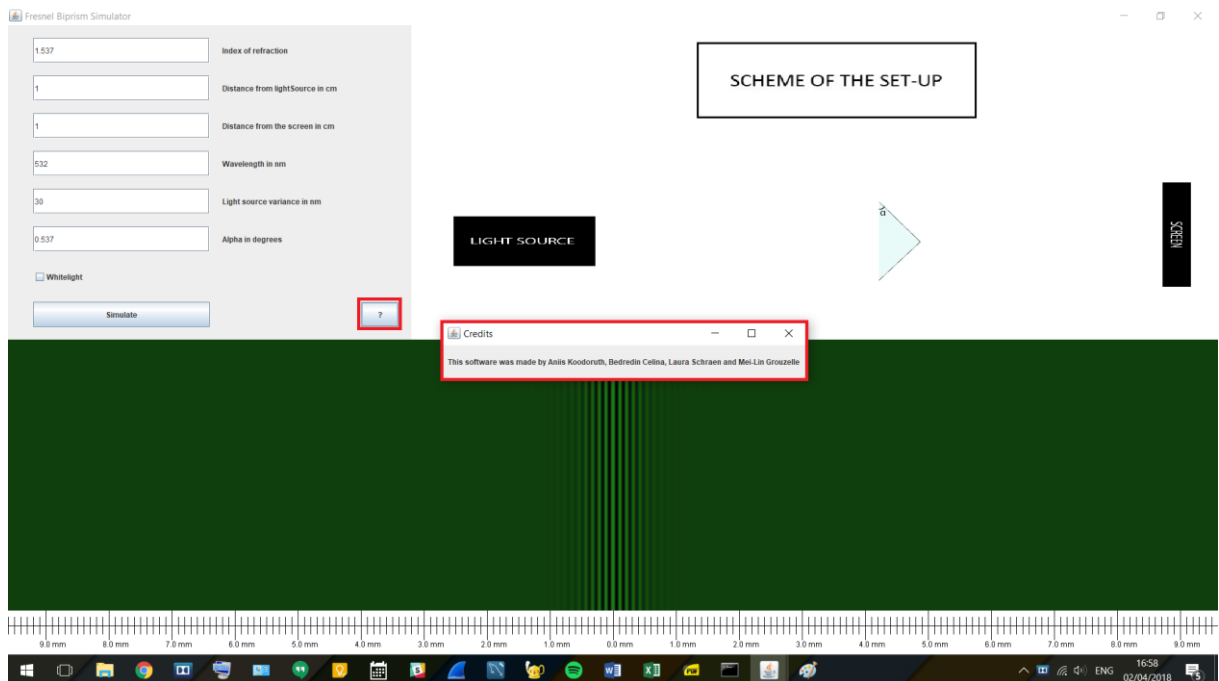 Fresnel Biprism Simulator
1.537 Index of refraction
1 Distance from lightSource in cm
1 Distance from the screen in cm
532 Wavelength in nm
30 Light source variance in nm
0.537 Alpha in degrees
Whitelight
Simulate ?
SCHEME OF THE SET-UP
LIGHT SOURCE
α
SCREEN
Credits
This software was made by Aniis Koodoruth, Bedredin Celina, Laura Schraen and Mei-Lin Grouzelle
9.0 mm 8.0 mm 7.0 mm 6.0 mm 5.0 mm 4.0 mm 3.0 mm 2.0 mm 1.0 mm 0.0 mm 1.0 mm 2.0 mm 3.0 mm 4.0 mm 5.0 mm 6.0 mm 7.0 mm 8.0 mm 9.0 mm
ENG 16:58
02/04/2018 5